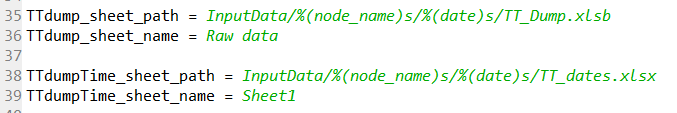 35 TTdump_sheet_path = InputData/%(node_name)s/%(date)s/TT_Dump.xlsb
36 TTdump_sheet_name = Raw data
37
38 TTdumpTime_sheet_path = InputData/%(node_name)s/%(date)s/TT_dates.xlsx
39 TTdumpTime_sheet_name = Sheet1